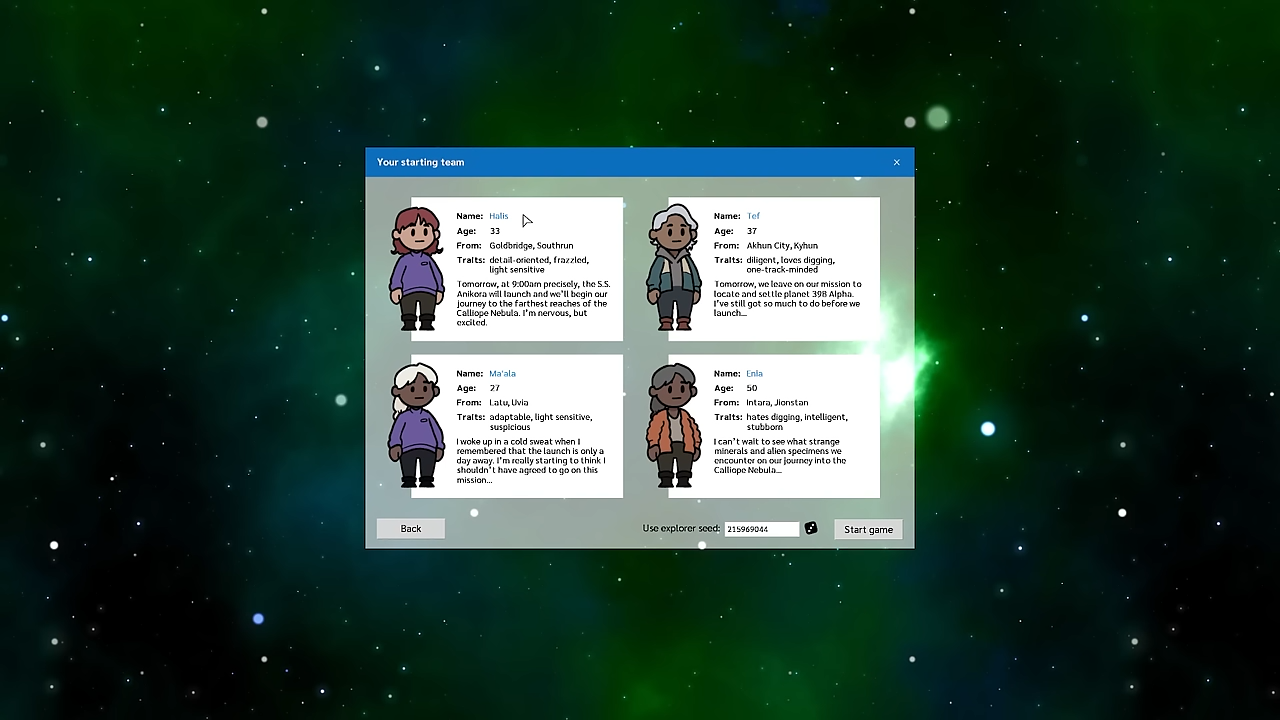 Your starting team
Name: Halis
Age: 33
From: Goldbridge, Southrun
Traits: detail-oriented, frazzled,
light sensitive
Tomorrow, at 9:00am precisely, the S.S.
Anikora will launch and we'll begin our
journey to the farthest reaches of the
Calliope Nebula. I'm nervous, but
excited.
Name: Tef
Age: 37
From: Akhun City, Kyhun
Traits: diligent, loves digging,
one-track-minded
Tomorrow, we leave on our mission to
locate and settle planet 398 Alpha.
I've still got so much to do before we
launch...
Name: Ma'ala
Age: 27
From: Latu, Uvia
Traits: adaptable, light sensitive,
suspicious
I woke up in a cold sweat when I
remembered that the launch is only a
day away. I'm really starting to think I
shouldn't have agreed to go on this
mission...
Name: Enla
Age: 50
From: Intara, Jionstan
Traits: hates digging, intelligent,
stubborn
I can't wait to see what strange
minerals and alien specimens we
encounter on our journey into the
Calliope Nebula...
Back
Use explorer seed: 215969044
Start game